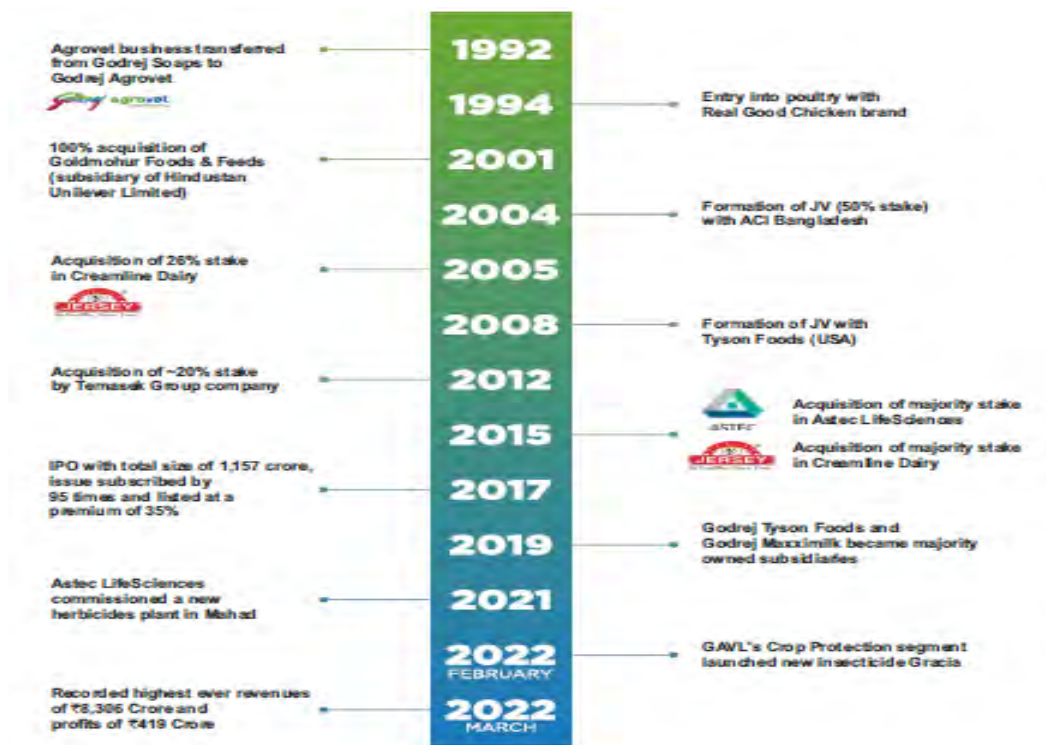 1992
Agrovet business transferred
from Godrej Soaps to
Godrej Agrovet
Godrej agrovet
1994
Entry into poultry with
Real Good Chicken brand
2001
100% acquisition of
Goldmohur Foods & Feeds
(subsidiary of Hindustan
Unilever Limited)
2004
Formation of JV (50% stake)
with ACI Bangladesh
2005
Acquisition of 26% stake
in Creamline Dairy
JERSEY
2008
Formation of JV with
Tyson Foods (USA)
2012
Acquisition of ~20% stake
by Temasek Group company
2015
ASTEC
Acquisition of majority stake
in Astec LifeSciences
JERSEY
Acquisition of majority stake
in Creamline Dairy
2017
IPO with total size of 1,157 crore,
issue subscribed by
95 times and listed at a
premium of 35%
2019
Godrej Tyson Foods and
Godrej Maxximilk became majority
owned subsidiaries
2021
Astec LifeSciences
commissioned a new
herbicides plant in Mahad
2022
FEBRUARY
GAVL's Crop Protection segment
launched new insecticide Gracia
2022
MARCH
Recorded highest ever revenues
of ₹8,306 Crore and
profits of ₹419 Crore